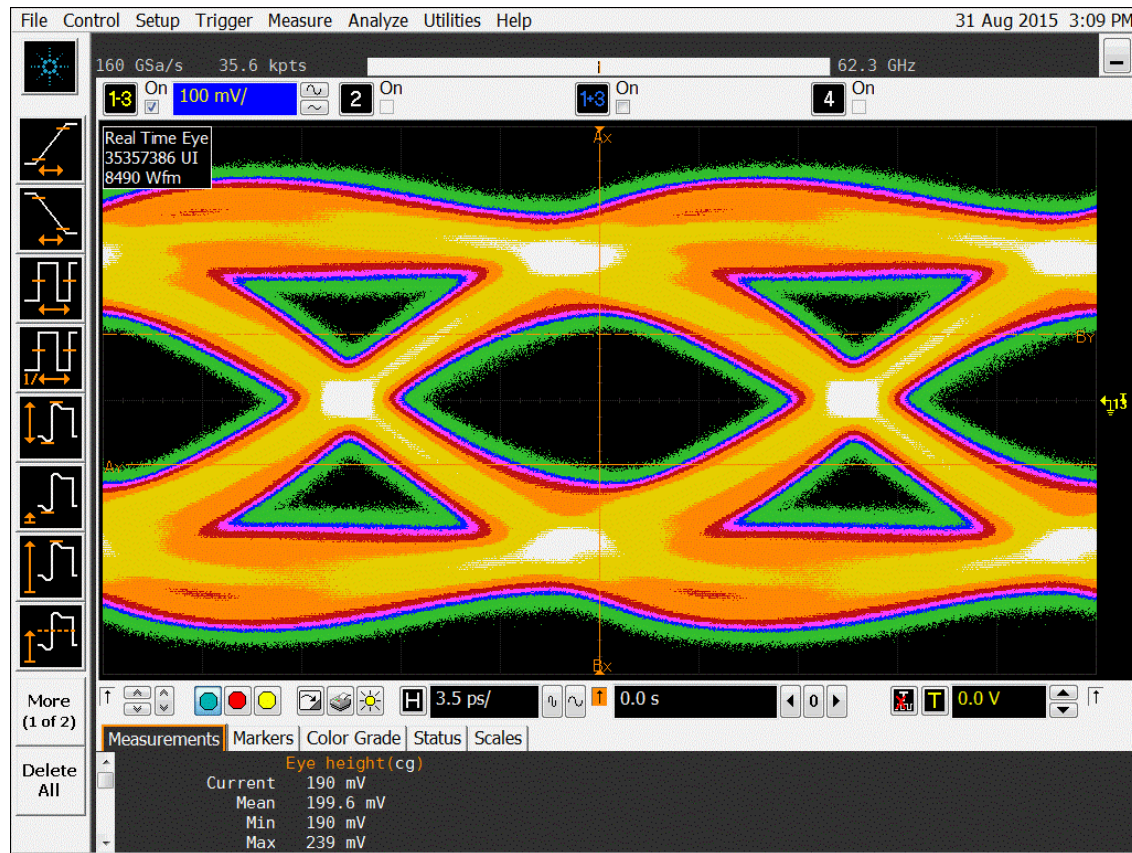 File Control Setup Trigger Measure Analyze Utilities Help 31 Aug 2015 3:09 PM
160 GSa/s 35.6 kpts 62.3 GHz
1-3 On 100 mV/ 2 On 1+3 On 4 On
Real Time Eye
35357386 UI
8490 Wfm
Ax
By
Ay
Bx
1/
More
(1 of 2)
H 3.5 ps/ 0.0 s 0 T 0.0 V
Measurements Markers Color Grade Status Scales
Delete
All
Eye height(cg)
Current 190 mV
Mean 199.6 mV
Min 190 mV
Max 239 mV